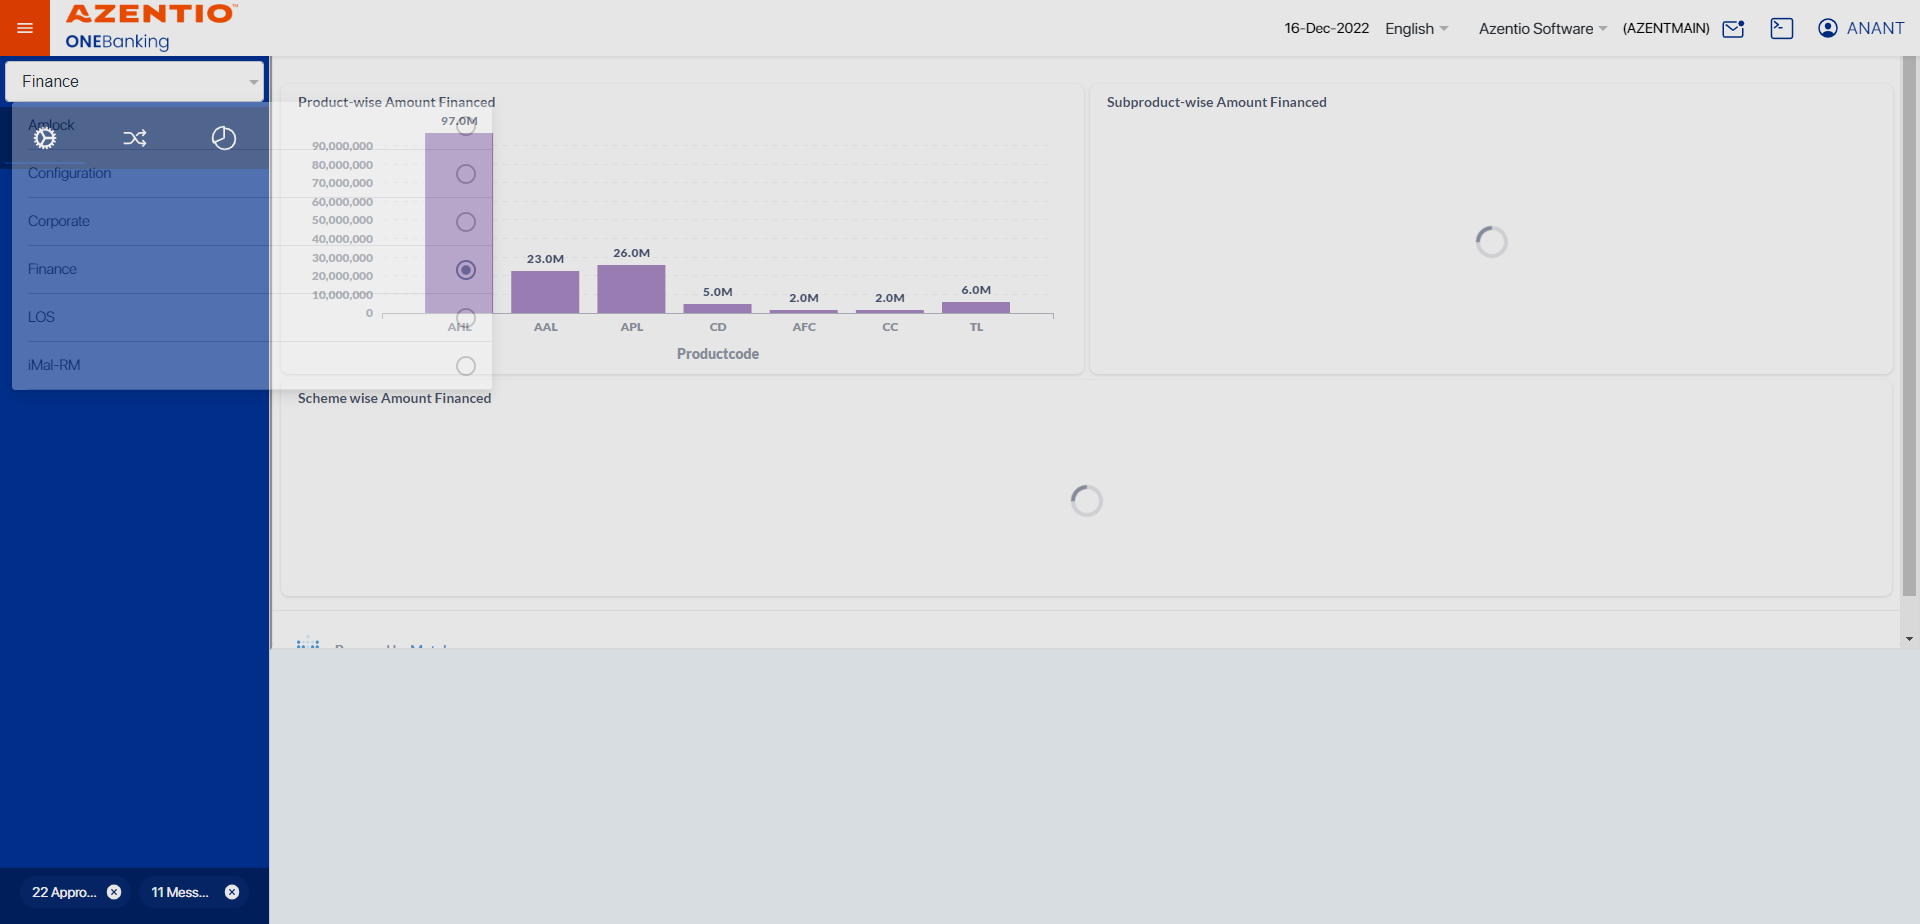 AZENTIO™
ONEBanking
16-Dec-2022
English
Azentio Software
(AZENTMAIN)
ANANT
Finance
Amlock
Configuration
Corporate
Finance
LOS
iMal-RM
Product-wise Amount Financed
97.0M
90,000,000
80,000,000
70,000,000
60,000,000
50,000,000
40,000,000
30,000,000
20,000,000
10,000,000
0
23.0M
26.0M
5.0M
2.0M
2.0M
6.0M
AHL
AAL
APL
CD
AFC
CC
TL
Productcode
Subproduct-wise Amount Financed
Scheme wise Amount Financed
22 Appro...
11 Mess...